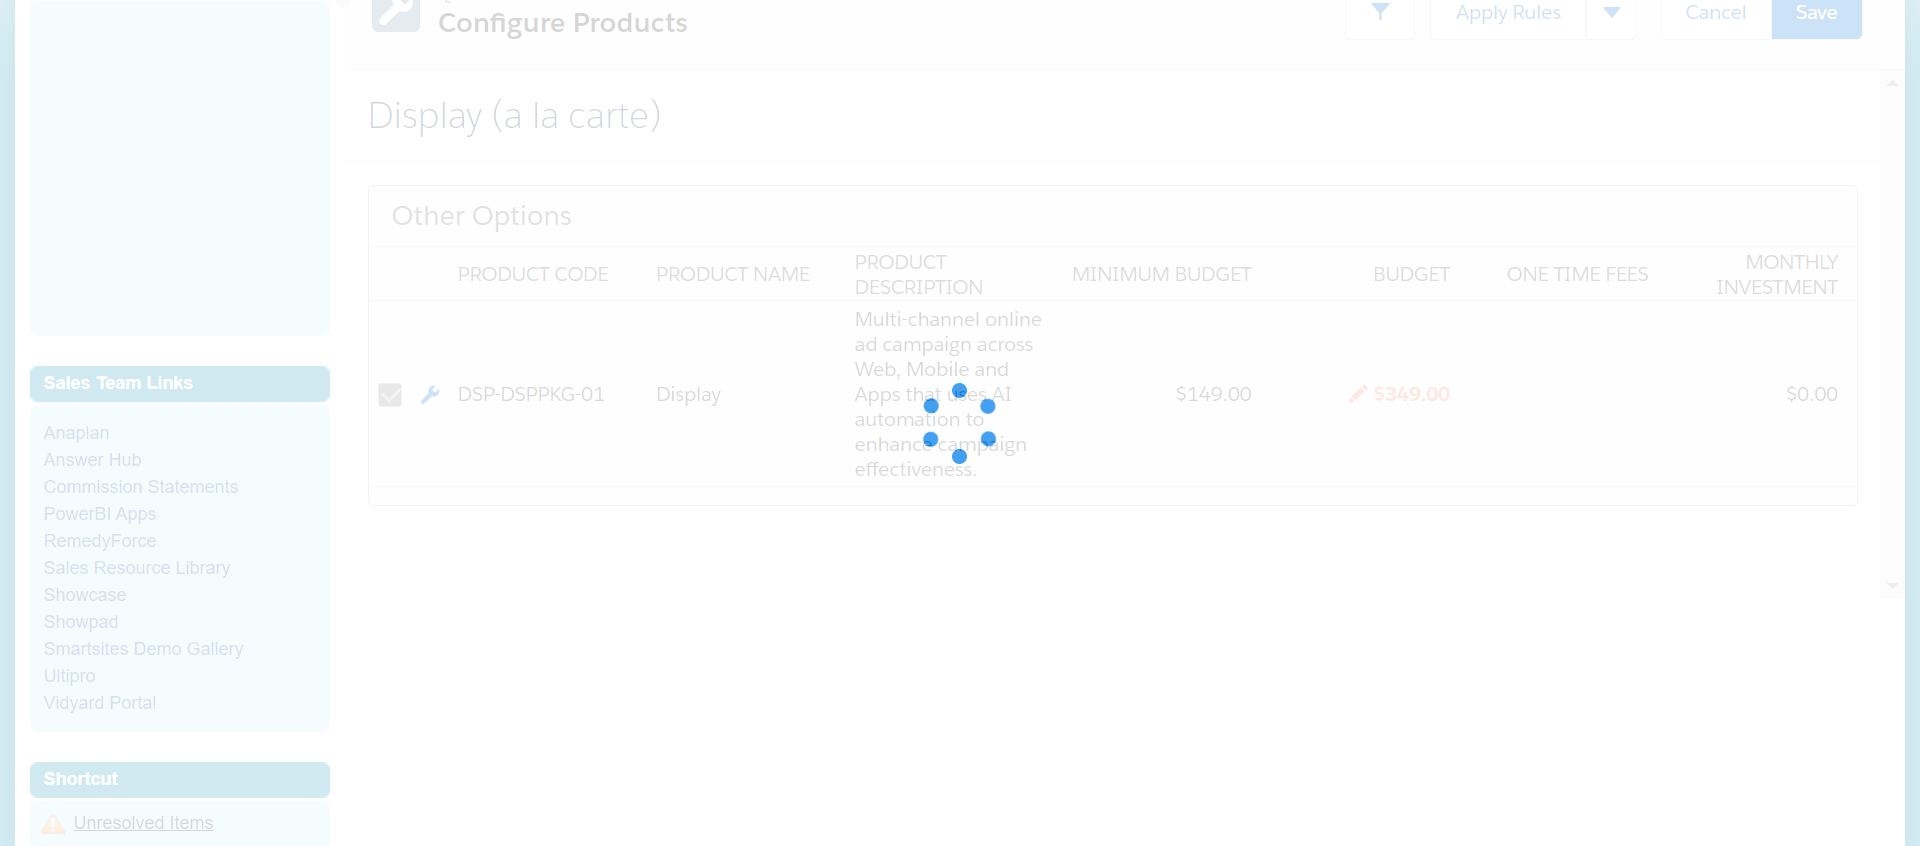 Configure Products
Apply Rules
Cancel
Save
Display (a la carte)
Other Options
PRODUCT CODE
PRODUCT NAME
PRODUCT
DESCRIPTION
MINIMUM BUDGET
BUDGET
ONE TIME FEES
MONTHLY
INVESTMENT
DSP-DSPPKG-01
Display
Multi-channel online
ad campaign across
Web, Mobile and
Apps that uses AI
automation to
enhance campaign
effectiveness.
$149.00
$349.00
$0.00
Sales Team Links
Anaplan
Answer Hub
Commission Statements
PowerBI Apps
RemedyForce
Sales Resource Library
Showcase
Showpad
Smartsites Demo Gallery
Ultipro
Vidyard Portal
Shortcut
Unresolved Items